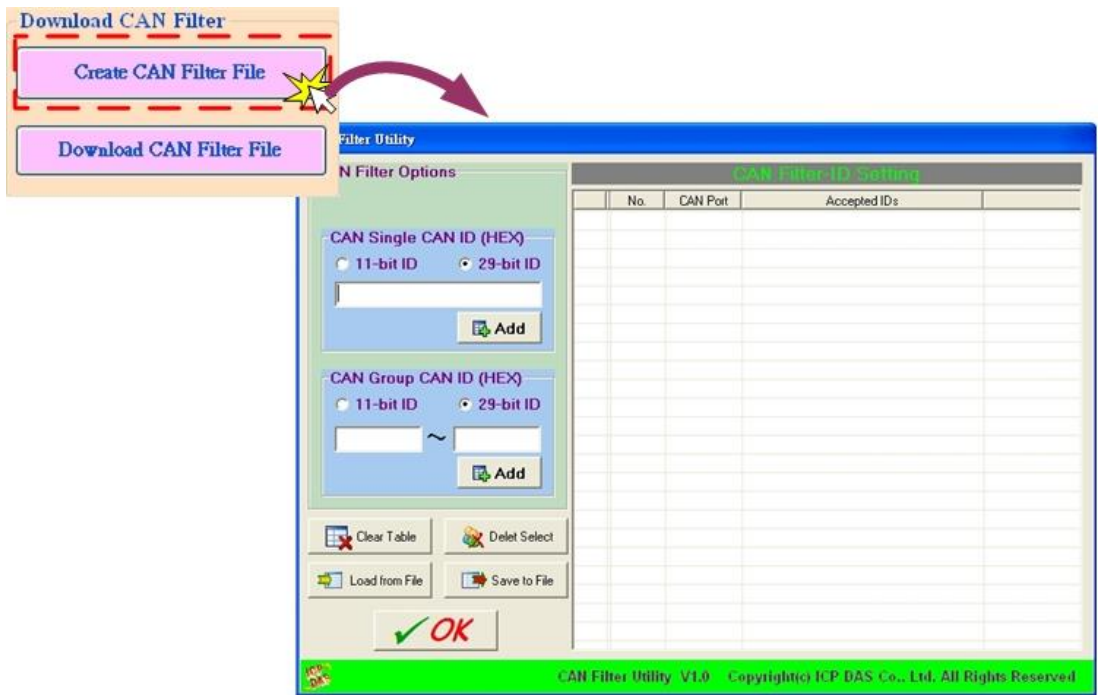 Download CAN Filter
Create CAN Filter File
Download CAN Filter File
Filter Utility
N Filter Options
CAN Single CAN ID (HEX)
11-bit ID 29-bit ID
Add
CAN Group CAN ID (HEX)
11-bit ID 29-bit ID
~
Add
Clear Table Delet Select
Load from File Save to File
OK
CAN Filter-ID Setting
No. CAN Port Accepted IDs
ICP DAS
CAN Filter Utility V1.0 Copyright(c) ICP DAS Co., Ltd. All Rights Reserved